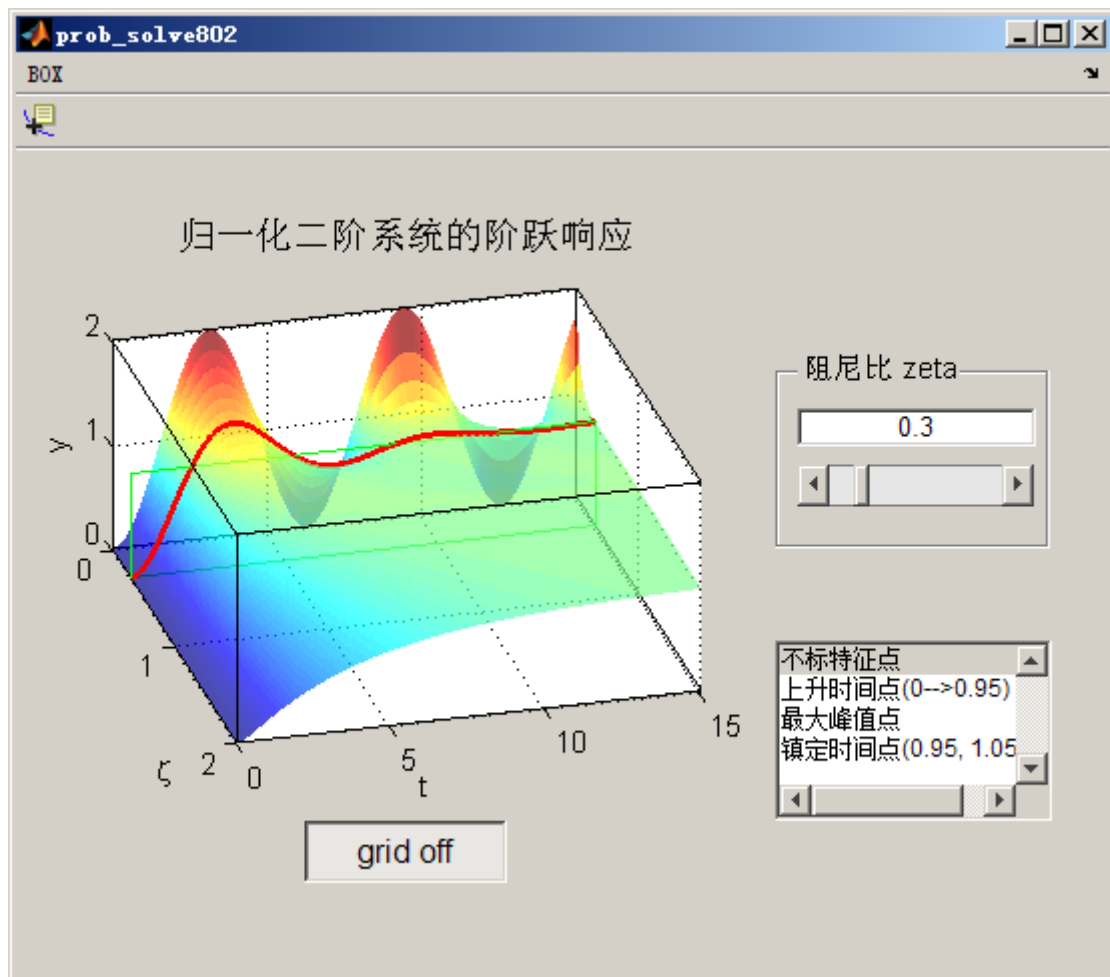 prob_solve802
BOX
归一化二阶系统的阶跃响应
2
1
0
y
0
1
2
ζ
0
5
10
15
t
grid off
阻尼比 zeta
0.3
不标特征点
上升时间点(0-->0.95)
最大峰值点
镇定时间点(0.95, 1.05